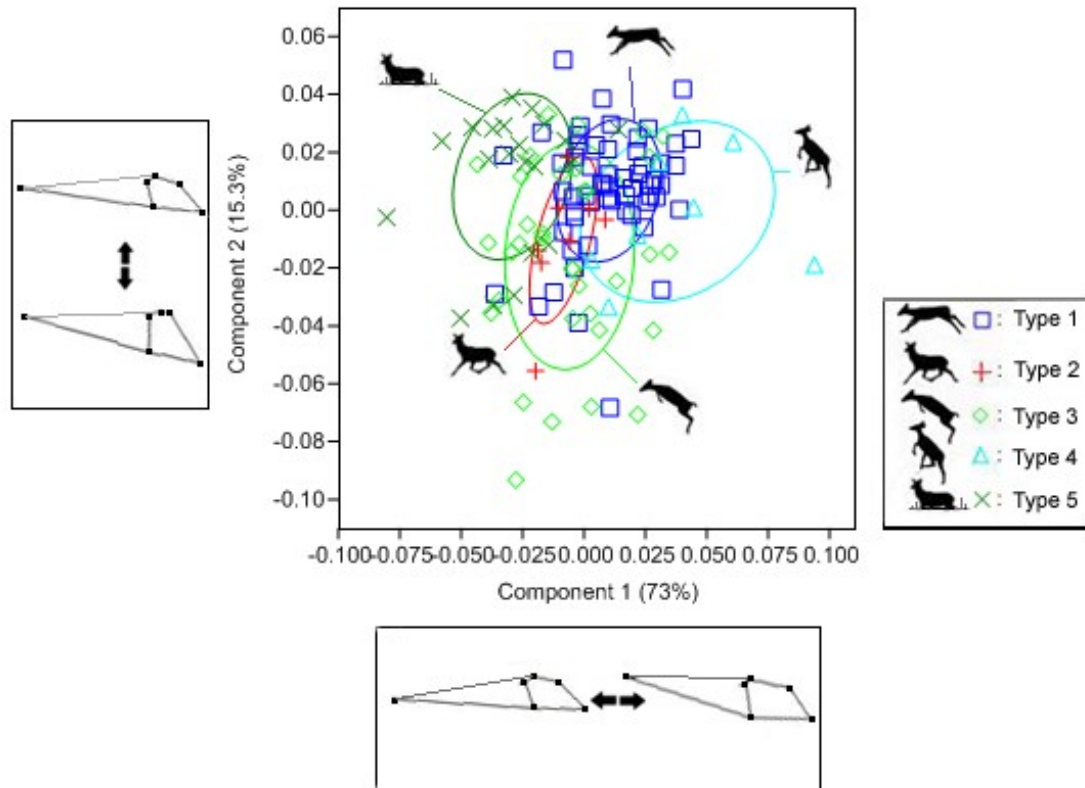 0.06
0.04
0.02
0.00
-0.02
-0.04
-0.06
-0.08
-0.10
Component 2 (15.3%)
-0.100 -0.075 -0.050 -0.025 0.000 0.025 0.050 0.075 0.100
Component 1 (73%)
: Type 1
: Type 2
: Type 3
: Type 4
: Type 5